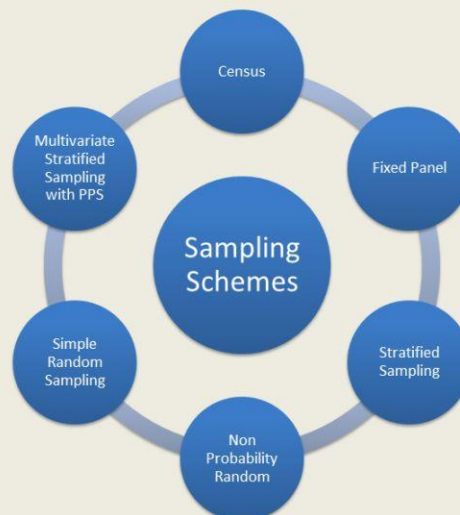 Census
Fixed Panel
Stratified
Sampling
Non
Probability
Random
Simple
Random
Sampling
Multivariate
Stratified
Sampling
with PPS
Sampling
Schemes